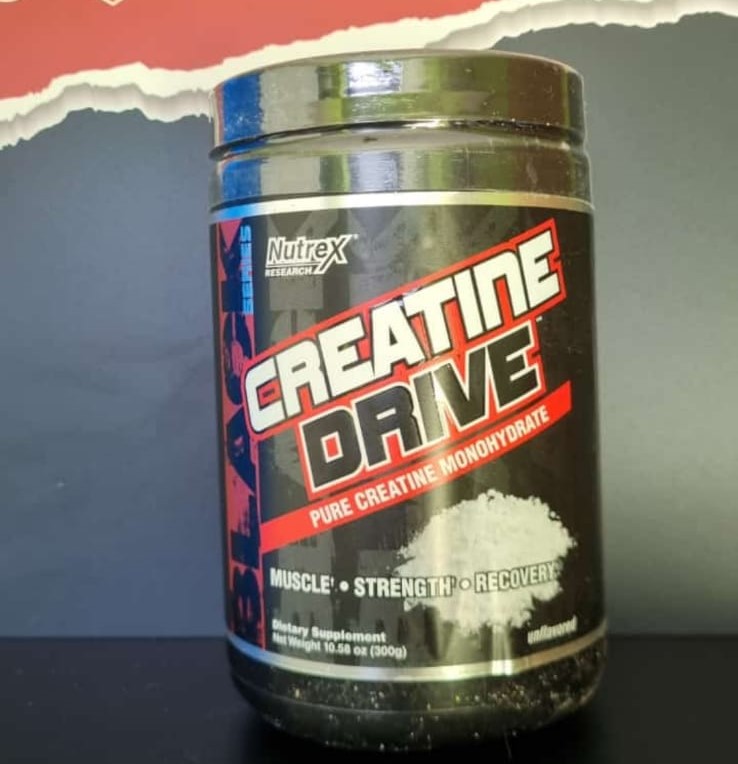 Nutrex
RESEARCH
BLACK
SERIES
CREATINE
DRIVE™
PURE CREATINE MONOHYDRATE
MUSCLE† • STRENGTH† • RECOVERY
Dietary Supplement
Net Weight 10.58 oz (300g)
unflavored